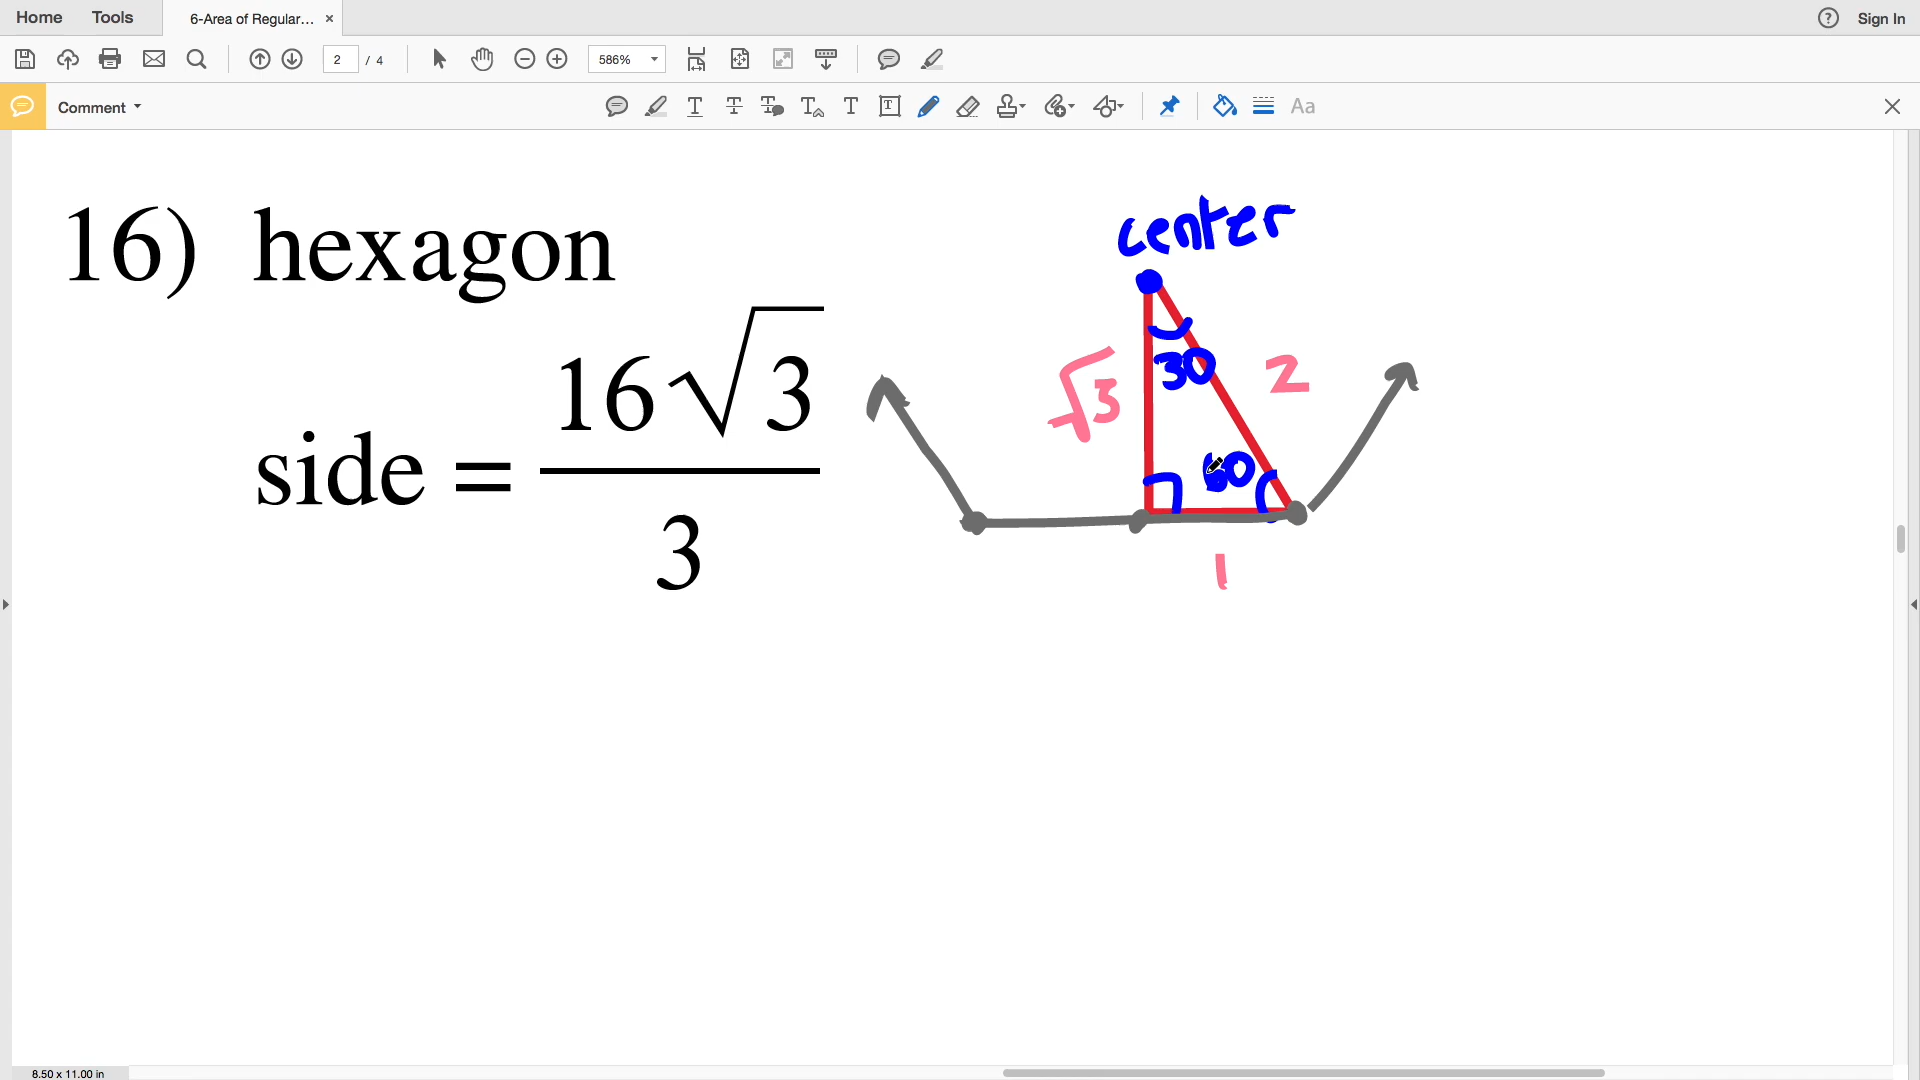 Home Tools 6-Area of Regular... × ? Sign In
2 / 4 586%
Comment T T T T T T Aa
16) hexagon
side = 16√3 / 3
center
30
√3
2
60
1
8.50 x 11.00 in